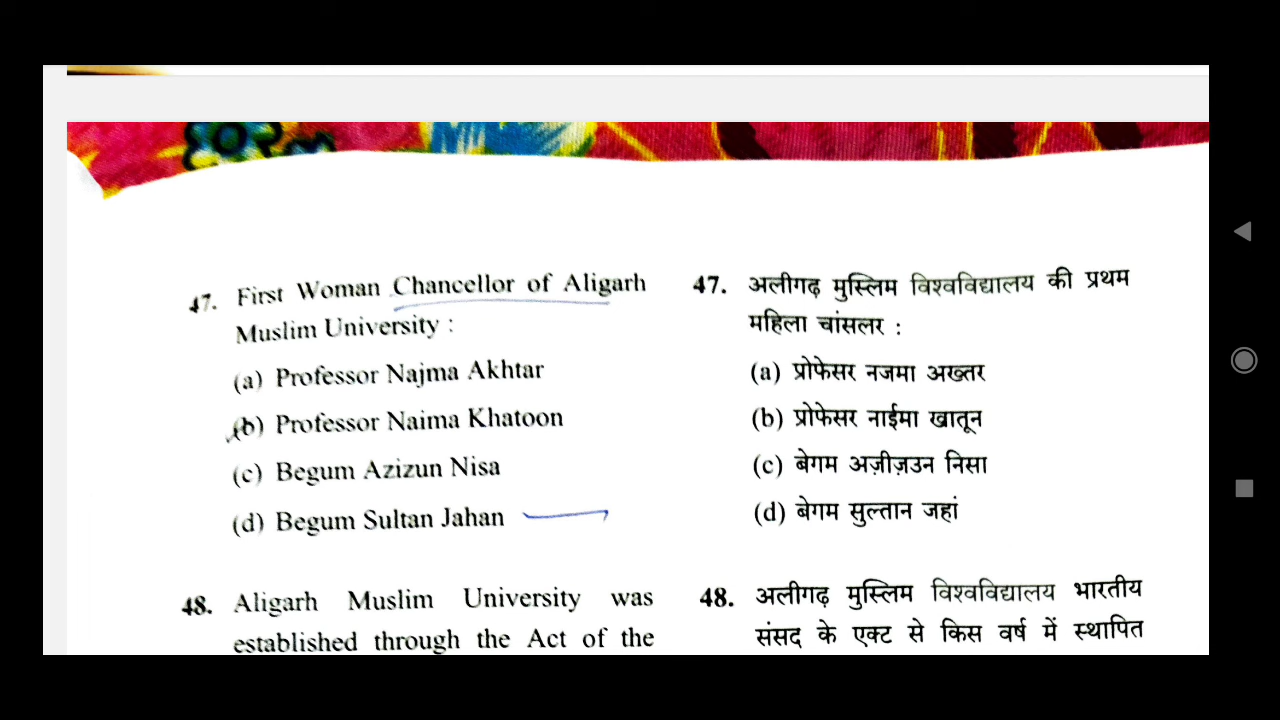 47. First Woman Chancellor of Aligarh
Muslim University :
(a) Professor Najma Akhtar
(b) Professor Naima Khatoon
(c) Begum Azizun Nisa
(d) Begum Sultan Jahan
48. Aligarh Muslim University was
established through the Act of the
47. अलीगढ़ मुस्लिम विश्वविद्यालय की प्रथम
महिला चांसलर :
(a) प्रोफेसर नजमा अख्तर
(b) प्रोफेसर नाईमा खातून
(c) बेगम अज़ीज़उन निसा
(d) बेगम सुल्तान जहां
48. अलीगढ़ मुस्लिम विश्वविद्यालय भारतीय
संसद के एक्ट से किस वर्ष में स्थापित